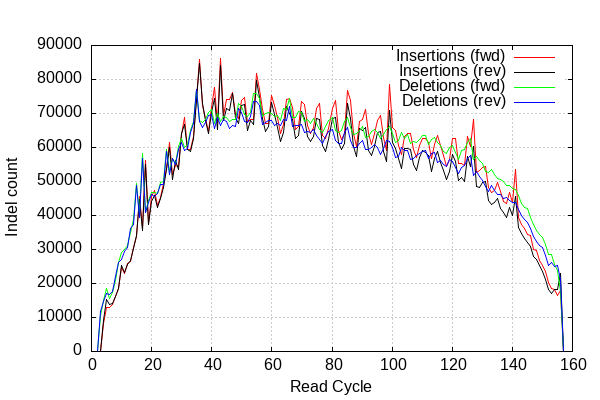 90000
80000
70000
60000
50000
40000
30000
20000
10000
0
Indel count
Insertions (fwd)
Insertions (rev)
Deletions (fwd)
Deletions (rev)
0 20 40 60 80 100 120 140 160
Read Cycle